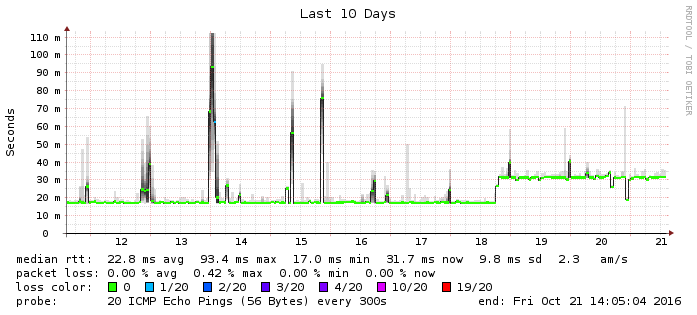 Last 10 Days
RRDTOOL / TOBI OETIKER
Seconds
110 m
100 m
90 m
80 m
70 m
60 m
50 m
40 m
30 m
20 m
10 m
0
12 13 14 15 16 17 18 19 20 21
median rtt: 22.8 ms avg 93.4 ms max 17.0 ms min 31.7 ms now 9.8 ms sd 2.3 am/s
packet loss: 0.00 % avg 0.42 % max 0.00 % min 0.00 % now
loss color: 0 1/20 2/20 3/20 4/20 10/20 19/20
probe: 20 ICMP Echo Pings (56 Bytes) every 300s end: Fri Oct 21 14:05:04 2016